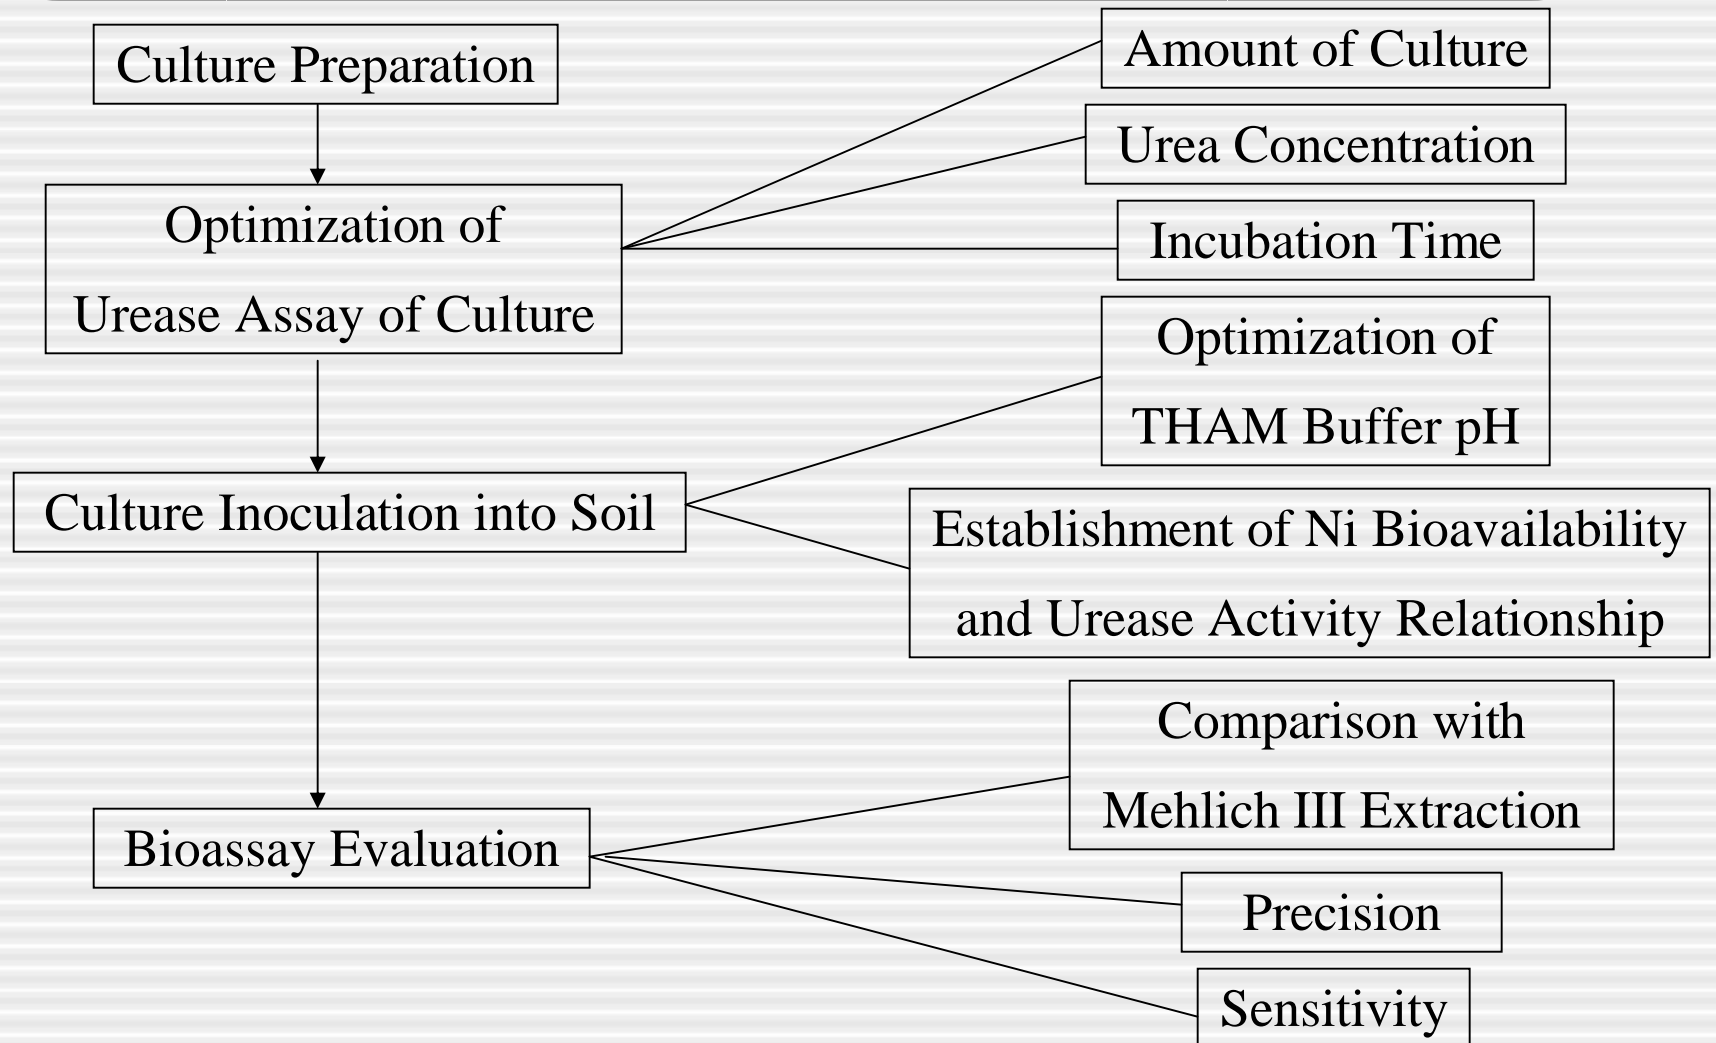 Culture Preparation
Optimization of
Urease Assay of Culture
Culture Inoculation into Soil
Bioassay Evaluation
Amount of Culture
Urea Concentration
Incubation Time
Optimization of
THAM Buffer pH
Establishment of Ni Bioavailability
and Urease Activity Relationship
Comparison with
Mehlich III Extraction
Precision
Sensitivity